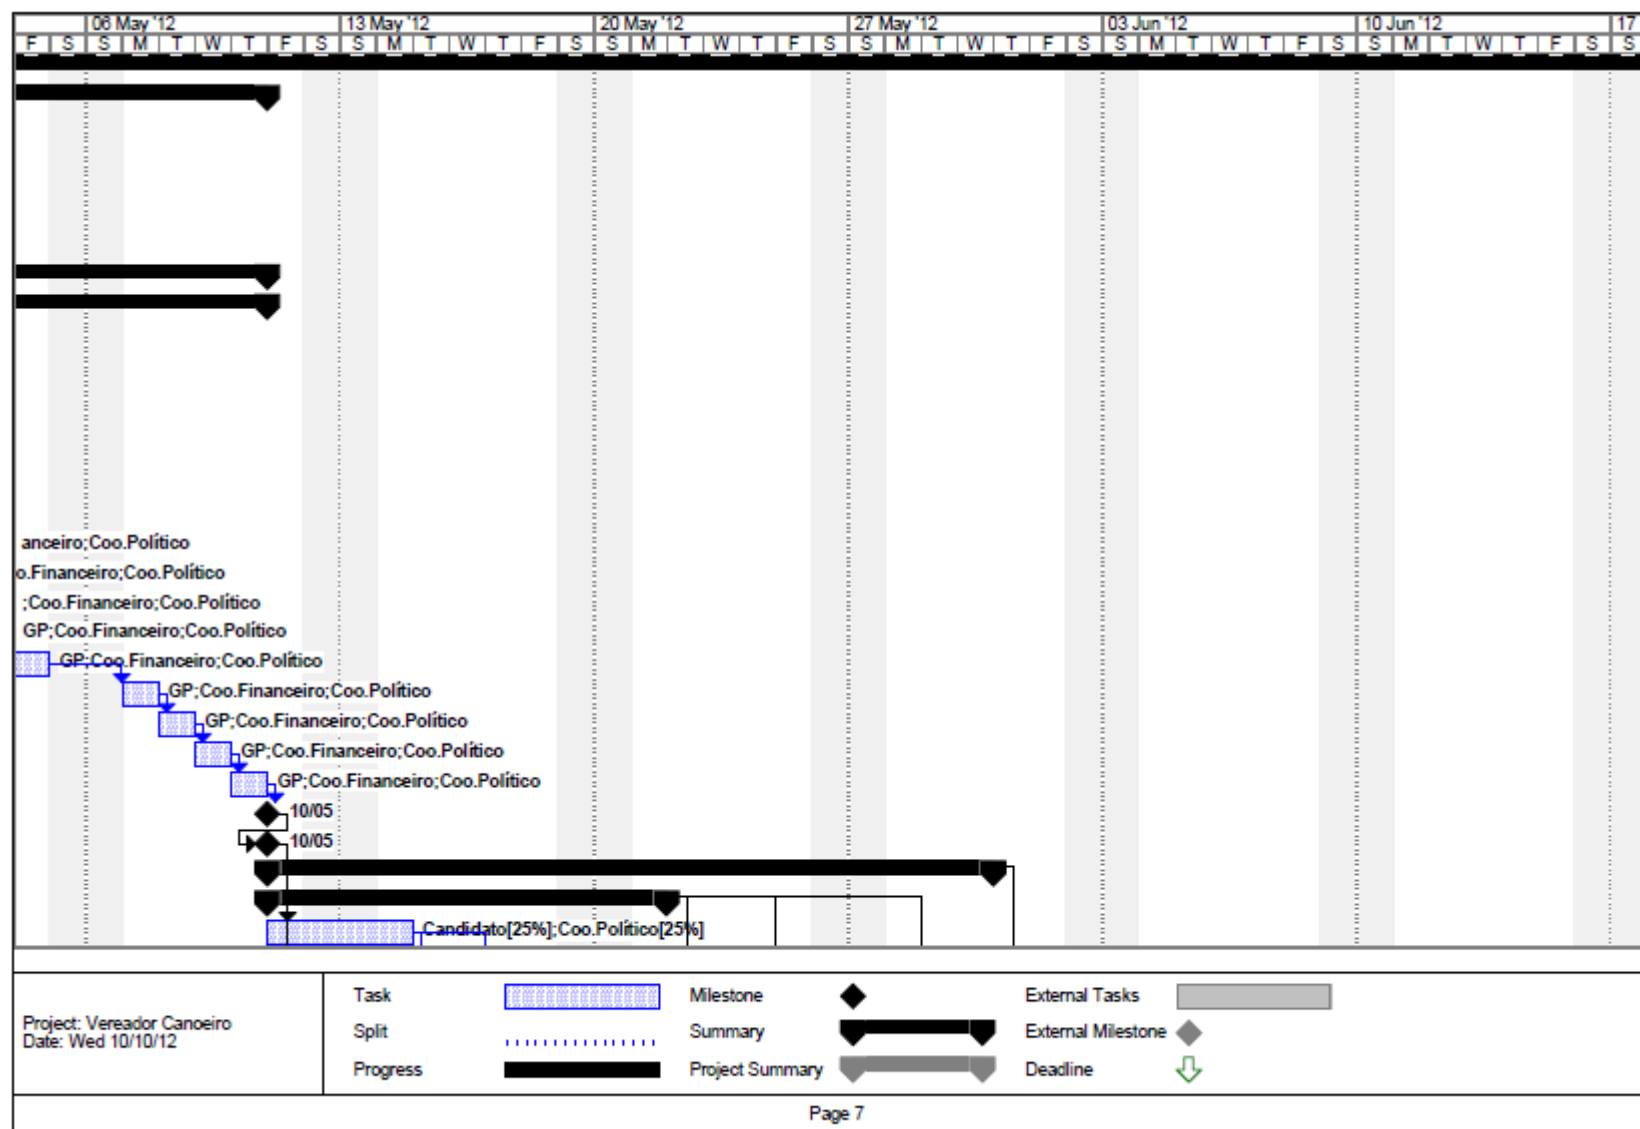 06 May '12 13 May '12 20 May '12 27 May '12 03 Jun '12 10 Jun '12 17
F S S M T W T F S S M T W T F S S M T W T F S S M T W T F S S M T W T F S S M T W T F S S
anceiro;Coo.Político
o.Financeiro;Coo.Político
;Coo.Financeiro;Coo.Político
GP;Coo.Financeiro;Coo.Político
GP;Coo.Financeiro;Coo.Político
GP;Coo.Financeiro;Coo.Político
GP;Coo.Financeiro;Coo.Político
GP;Coo.Financeiro;Coo.Político
GP;Coo.Financeiro;Coo.Político
10/05
10/05
Candidato[25%];Coo.Político[25%]
Project: Vereador Canoeiro
Date: Wed 10/10/12
Task Milestone External Tasks
Split Summary External Milestone
Progress Project Summary Deadline
Page 7